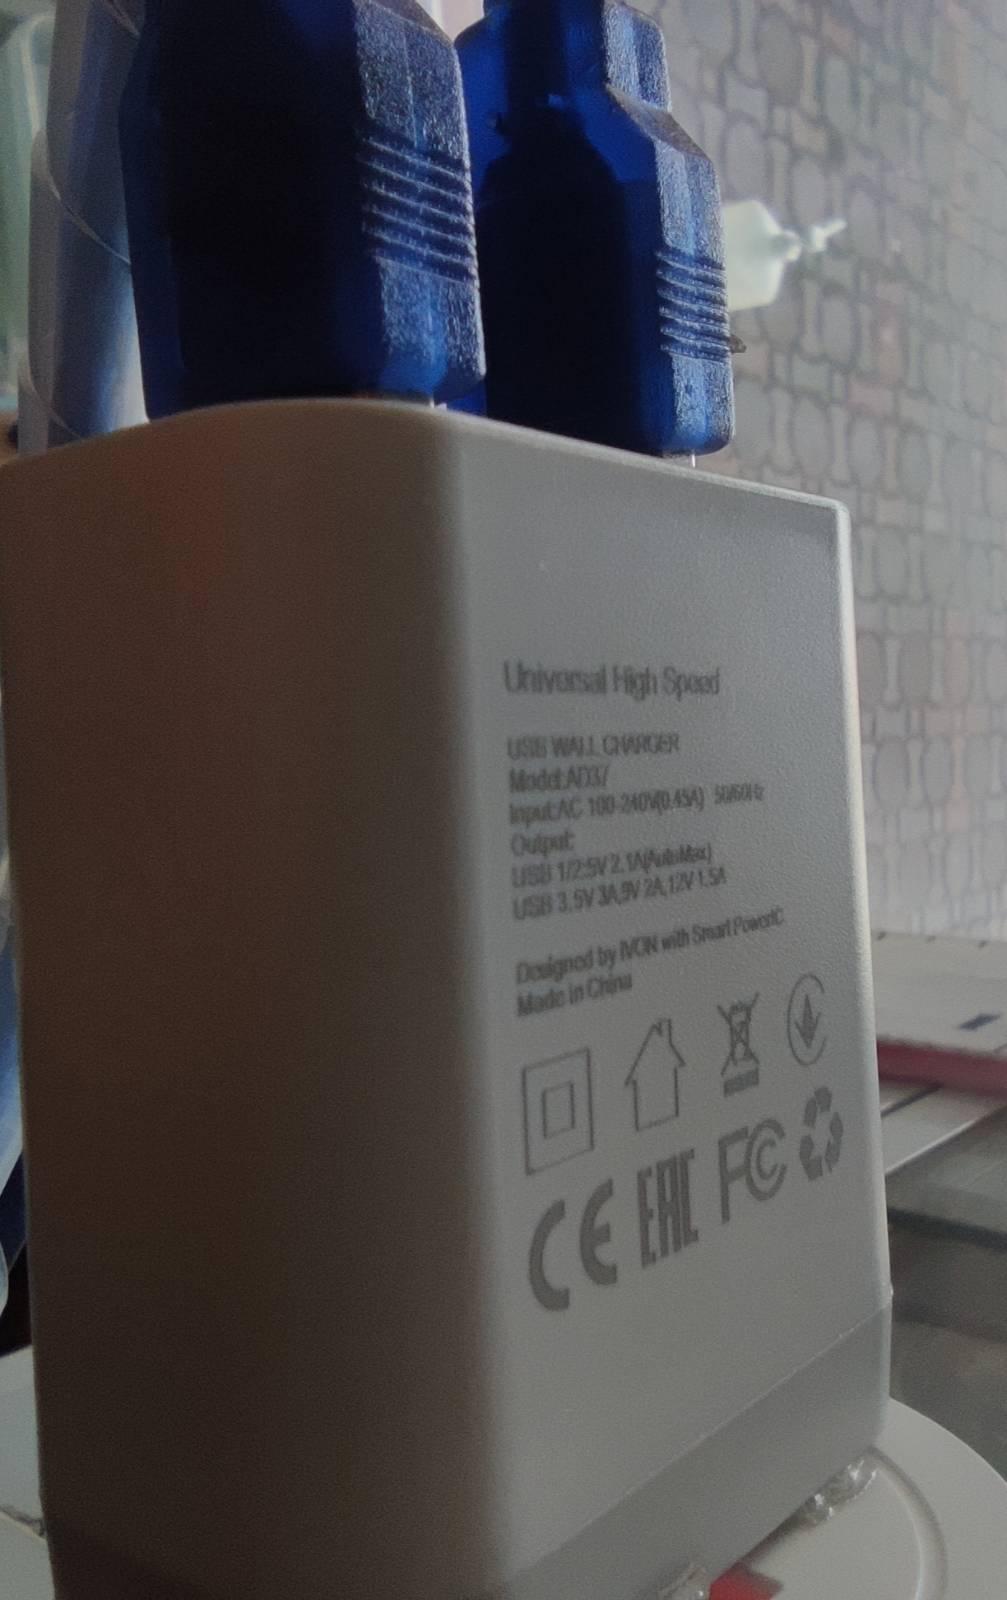 Universal High Speed
USB WALL CHARGER
Model:AD37
Input:AC 100-240V(0.45A) 50/60Hz
Output:
USB 1/2:5V 2.1A(AutoMax)
USB 3:5V 3A,9V 2A,12V 1.5A
Designed by IVON with Smart PowerIC
Made in China
CE EAC FC